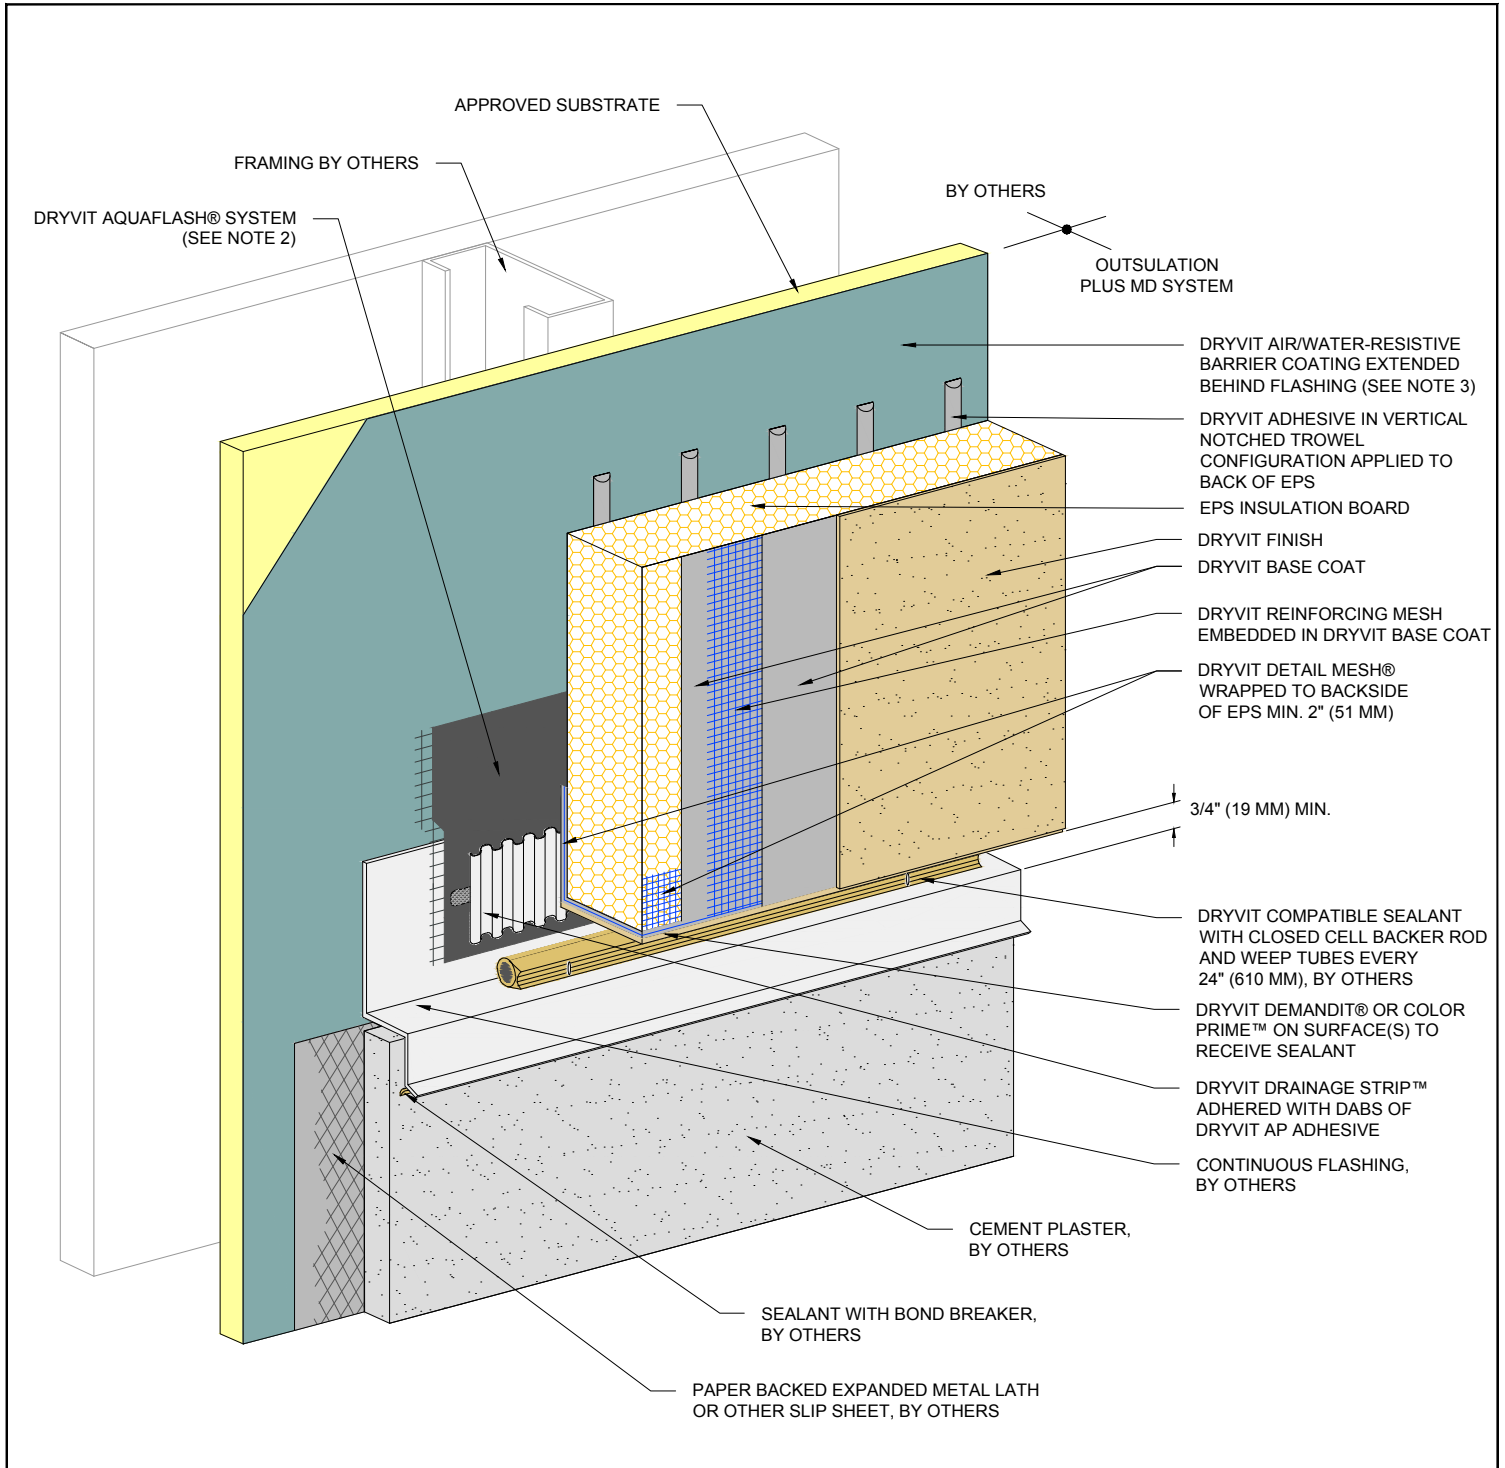 APPROVED SUBSTRATE
FRAMING BY OTHERS
DRYVIT AQUAFLASH® SYSTEM
(SEE NOTE 2)
BY OTHERS
OUTSULATION
PLUS MD SYSTEM
DRYVIT AIR/WATER-RESISTIVE
BARRIER COATING EXTENDED
BEHIND FLASHING (SEE NOTE 3)
DRYVIT ADHESIVE IN VERTICAL
NOTCHED TROWEL
CONFIGURATION APPLIED TO
BACK OF EPS
EPS INSULATION BOARD
DRYVIT FINISH
DRYVIT BASE COAT
DRYVIT REINFORCING MESH
EMBEDDED IN DRYVIT BASE COAT
DRYVIT DETAIL MESH®
WRAPPED TO BACKSIDE
OF EPS MIN. 2" (51 MM)
3/4" (19 MM) MIN.
DRYVIT COMPATIBLE SEALANT
WITH CLOSED CELL BACKER ROD
AND WEEP TUBES EVERY
24" (610 MM), BY OTHERS
DRYVIT DEMANDIT® OR COLOR
PRIME™ ON SURFACE(S) TO
RECEIVE SEALANT
DRYVIT DRAINAGE STRIP™
ADHERED WITH DABS OF
DRYVIT AP ADHESIVE
CONTINUOUS FLASHING,
BY OTHERS
CEMENT PLASTER,
BY OTHERS
SEALANT WITH BOND BREAKER,
BY OTHERS
PAPER BACKED EXPANDED METAL LATH
OR OTHER SLIP SHEET, BY OTHERS